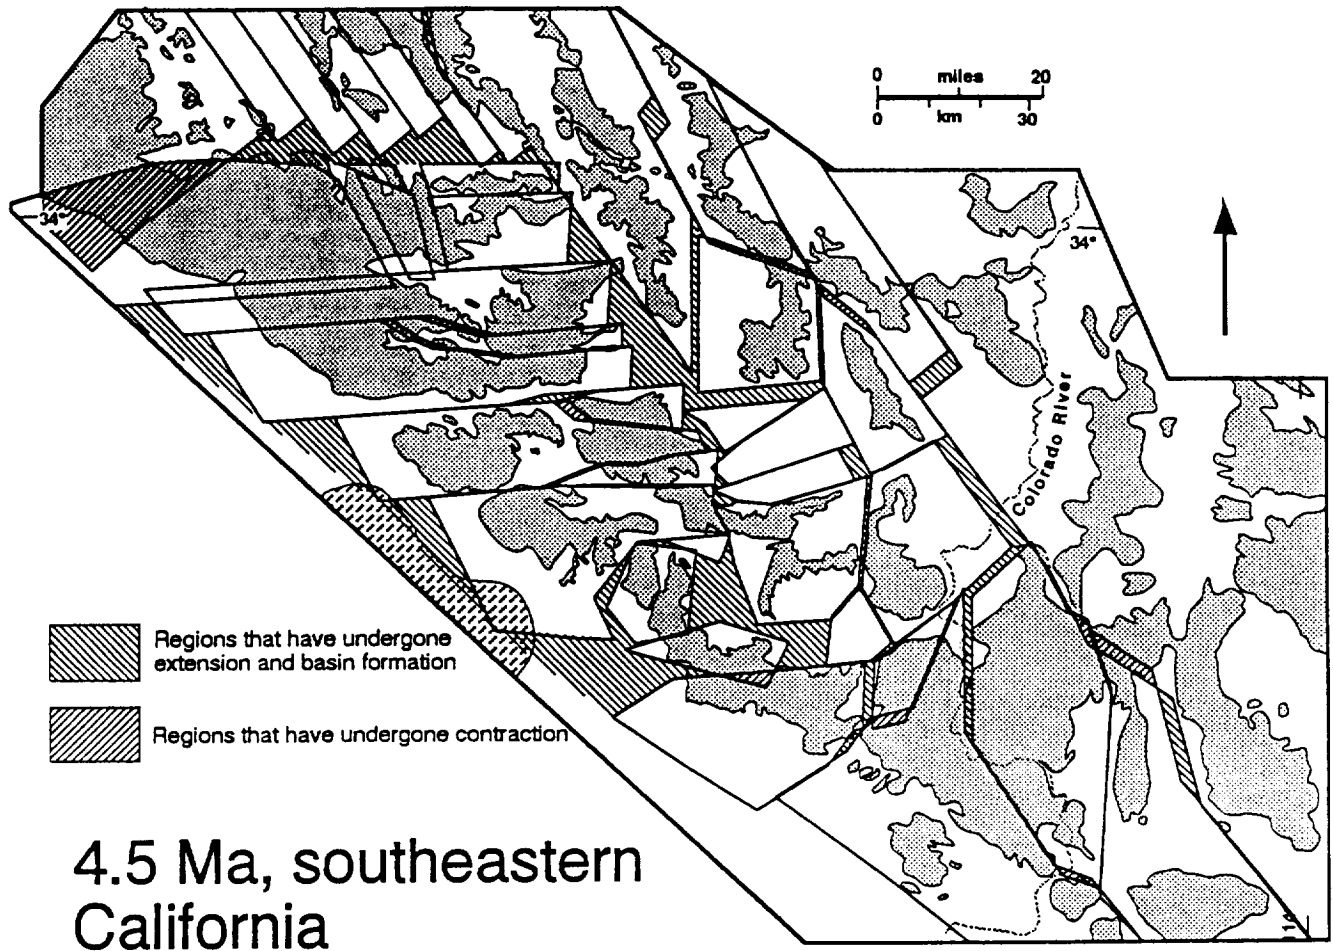 0 miles 20
0 km 30
34°
34°
Colorado River
Regions that have undergone
extension and basin formation
Regions that have undergone contraction
4.5 Ma, southeastern
California